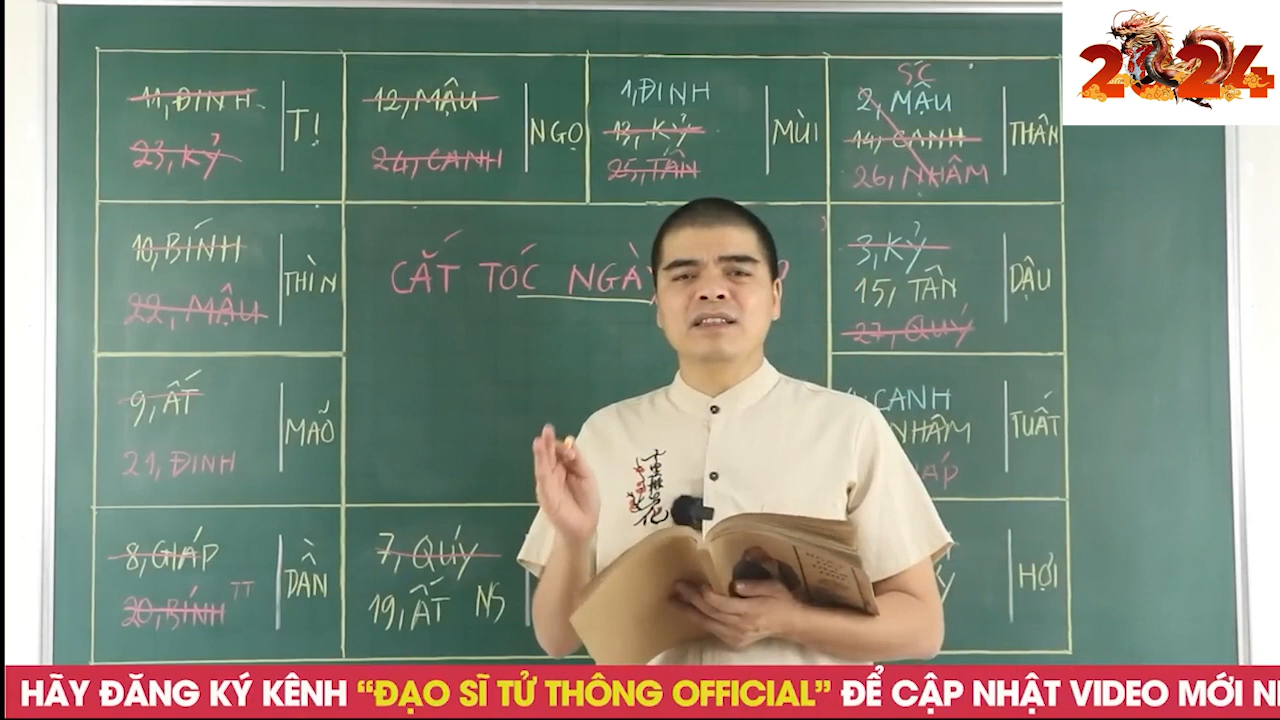 2024
11, ĐINH
23, KỶ
TỊ
12, MẬU
24, CANH
NGỌ
1, ĐINH
13, KỶ
25, TÂN
MÙI
SC
2, MẬU
14, CANH
26, NHÂM
THÂN
10, BÍNH
22, MẬU
THÌN
CẮT TÓC NGÀY
3, KỶ
15, TÂN
27, QUÝ
DẬU
9, ẤT
21, ĐINH
MÃO
CANH
NHÂM
TUẤT
8, GIÁP
20, BÍNH
TT
DẦN
7, QUÝ
19, ẤT
NS
HỢI
HÃY ĐĂNG KÝ KÊNH “ĐẠO SĨ TỬ THÔNG OFFICIAL” ĐỂ CẬP NHẬT VIDEO MỚI